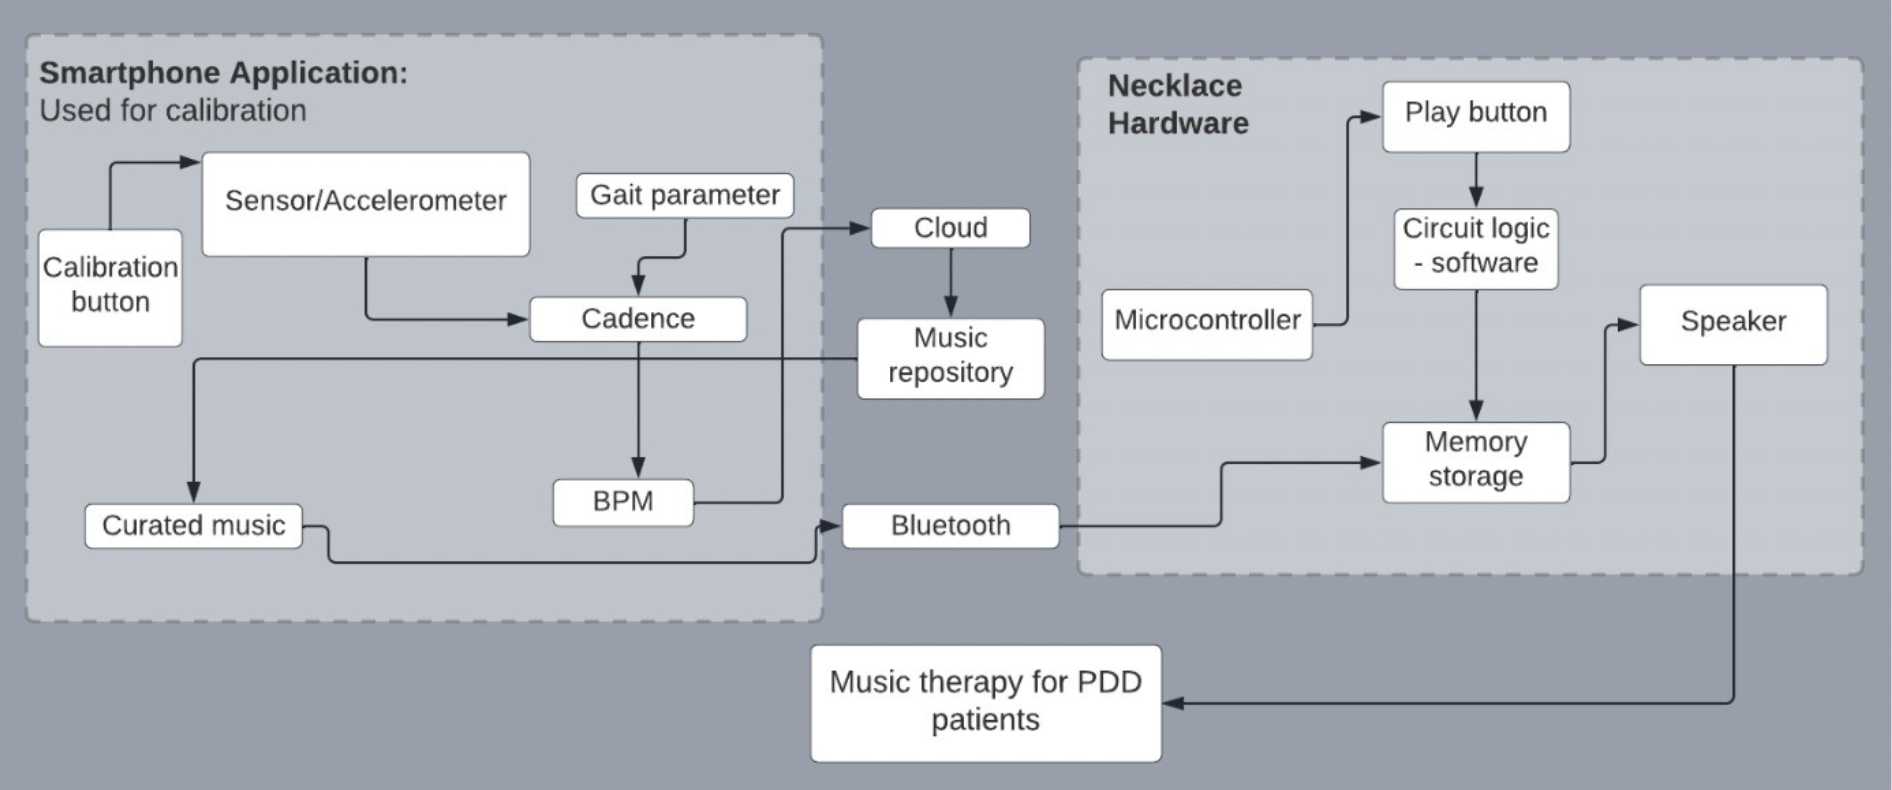 Smartphone Application:
Used for calibration
Sensor/Accelerometer
Calibration
button
Gait parameter
Cadence
BPM
Curated music
Cloud
Music
repository
Bluetooth
Necklace
Hardware
Play button
Circuit logic
- software
Microcontroller
Memory
storage
Speaker
Music therapy for PDD
patients